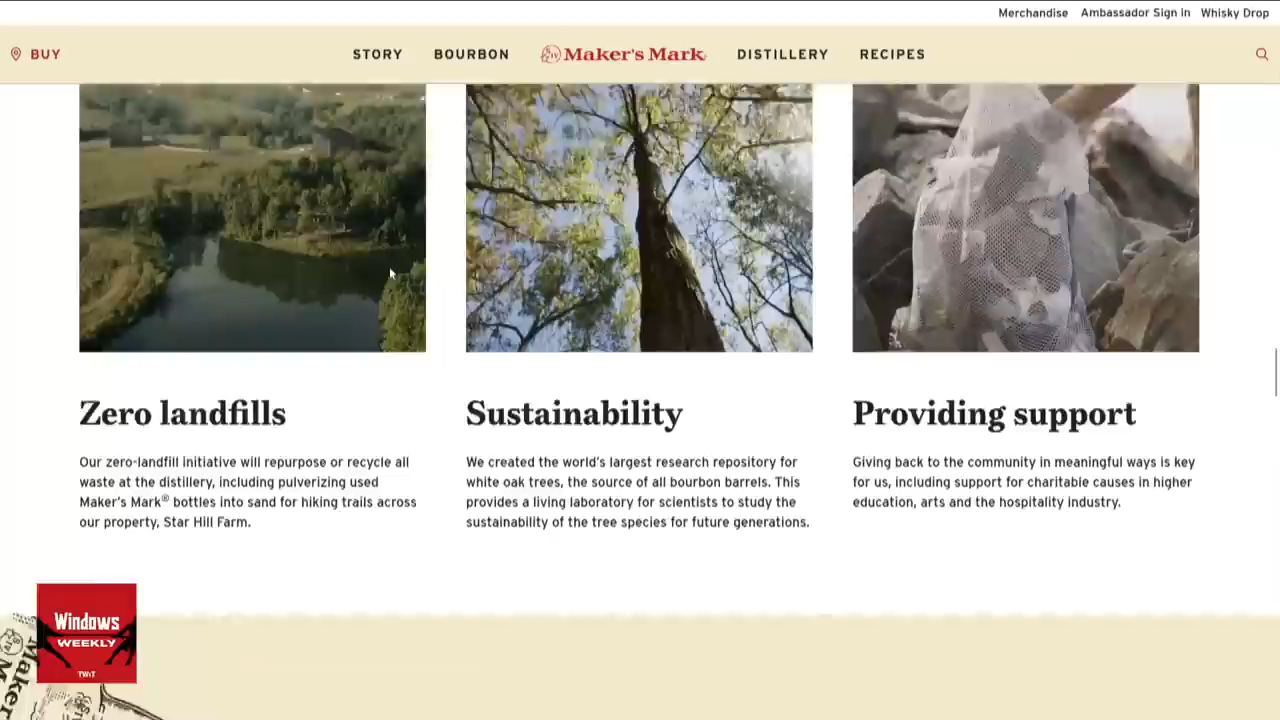 Merchandise Ambassador Sign In Whisky Drop
BUY STORY BOURBON Maker's Mark DISTILLERY RECIPES
Zero landfills
Our zero-landfill initiative will repurpose or recycle all
waste at the distillery, including pulverizing used
Maker's Mark® bottles into sand for hiking trails across
our property, Star Hill Farm.
Sustainability
We created the world's largest research repository for
white oak trees, the source of all bourbon barrels. This
provides a living laboratory for scientists to study the
sustainability of the tree species for future generations.
Providing support
Giving back to the community in meaningful ways is key
for us, including support for charitable causes in higher
education, arts and the hospitality industry.
Windows
WEEKLY
TWiT
Maker